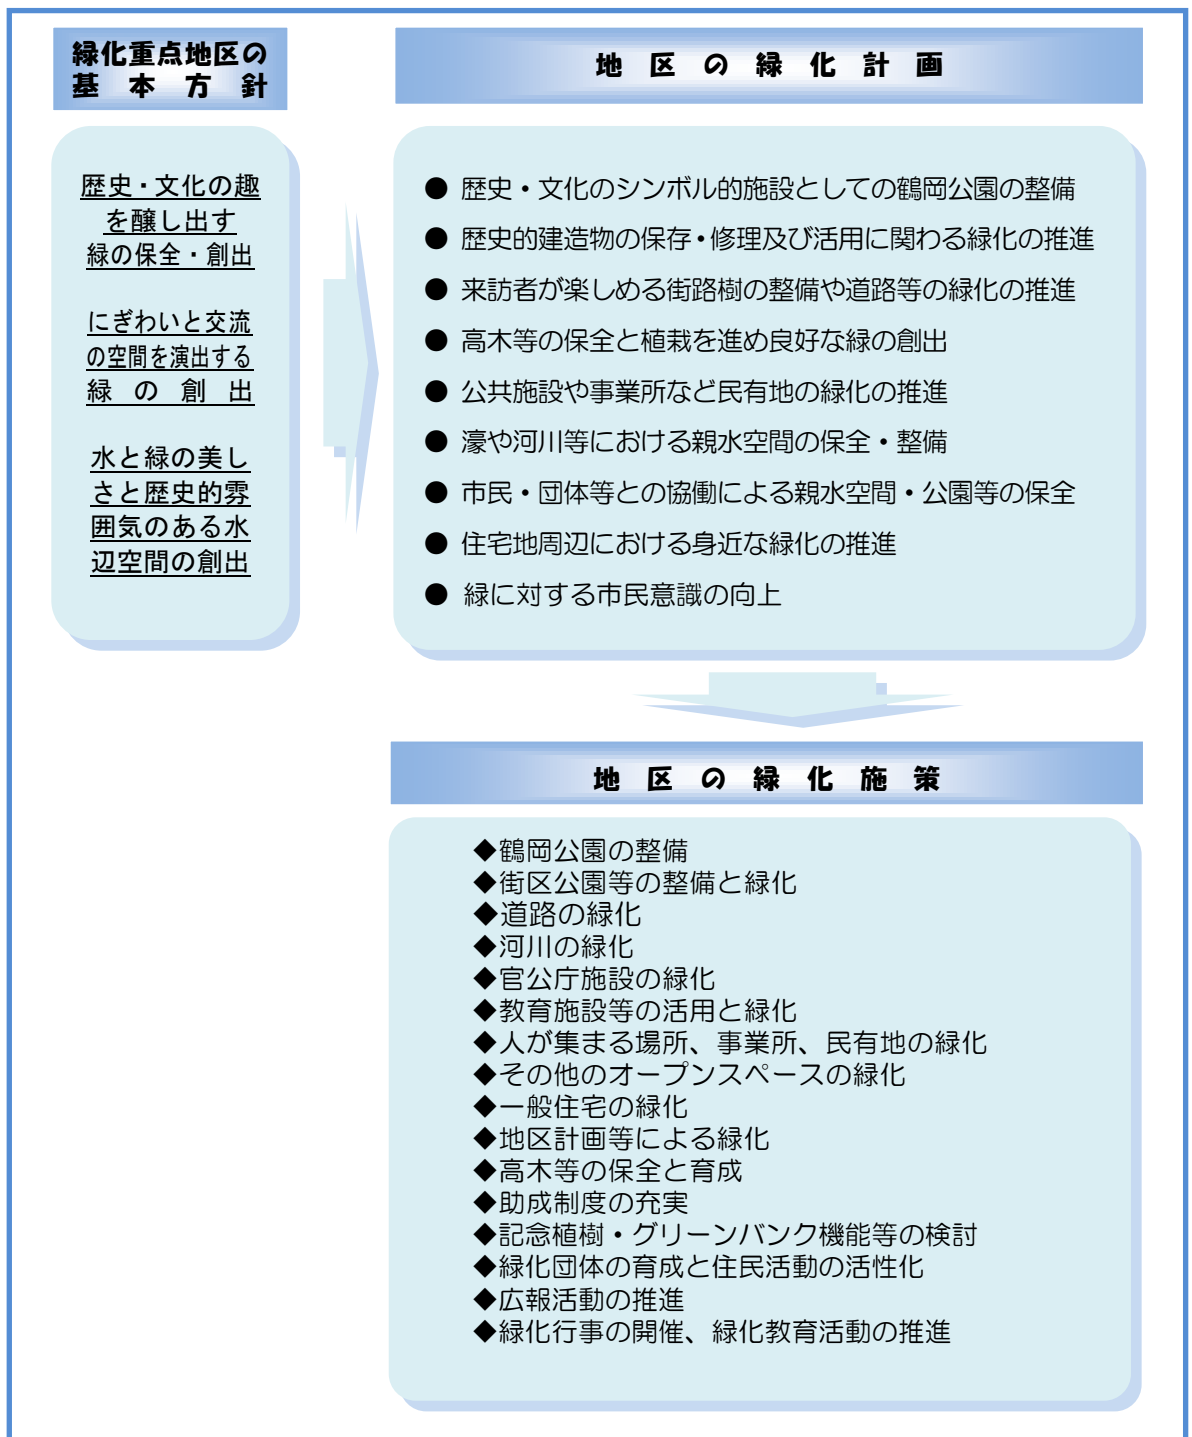 緑化重点地区の
基本方針
歴史・文化の趣
を醸し出す
緑の保全・創出
にぎわいと交流
の空間を演出する
緑の創出
水と緑の美し
さと歴史的雰
囲気のある水
辺空間の創出
地区の緑化計画
● 歴史・文化のシンボル的施設としての鶴岡公園の整備
● 歴史的建造物の保存・修理及び活用に関わる緑化の推進
● 来訪者が楽しめる街路樹の整備や道路等の緑化の推進
● 高木等の保全と植栽を進め良好な緑の創出
● 公共施設や事業所など民有地の緑化の推進
● 濠や河川等における親水空間の保全・整備
● 市民・団体等との協働による親水空間・公園等の保全
● 住宅地周辺における身近な緑化の推進
● 緑に対する市民意識の向上
地区の緑化施策
◆鶴岡公園の整備
◆街区公園等の整備と緑化
◆道路の緑化
◆河川の緑化
◆官公庁施設の緑化
◆教育施設等の活用と緑化
◆人が集まる場所、事業所、民有地の緑化
◆その他のオープンスペースの緑化
◆一般住宅の緑化
◆地区計画等による緑化
◆高木等の保全と育成
◆助成制度の充実
◆記念植樹・グリーンバンク機能等の検討
◆緑化団体の育成と住民活動の活性化
◆広報活動の推進
◆緑化行事の開催、緑化教育活動の推進